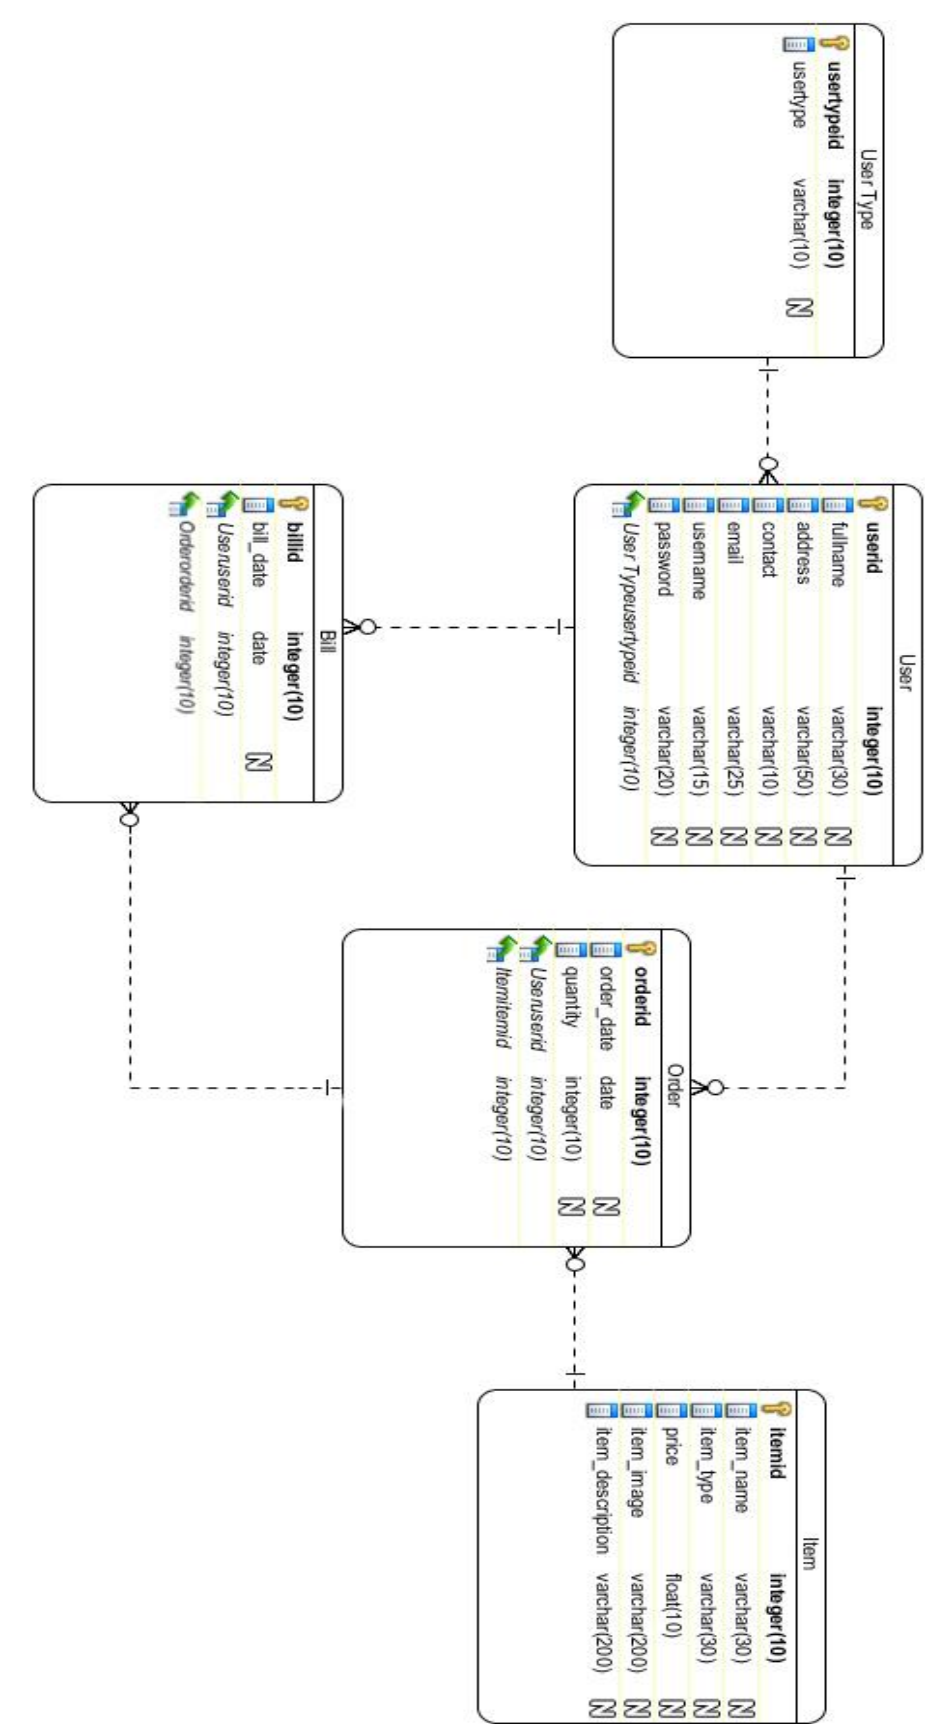 User Type
usertypeid integer(10)
usertype varchar(10) N
User
userid integer(10)
fullname varchar(30) N
address varchar(50) N
contact varchar(10) N
email varchar(25) N
username varchar(15) N
password varchar(20) N
User Typeusertypeid integer(10)
Bill
billid integer(10)
bill_date date N
Useruserid integer(10)
Orderorderid integer(10)
Order
orderid integer(10)
order_date date N
quantity integer(10) N
Useruserid integer(10)
Itemitemid integer(10)
Item
itemid integer(10)
item_name varchar(30) N
item_type varchar(30) N
price float(10) N
item_image varchar(200) N
item_description varchar(200) N